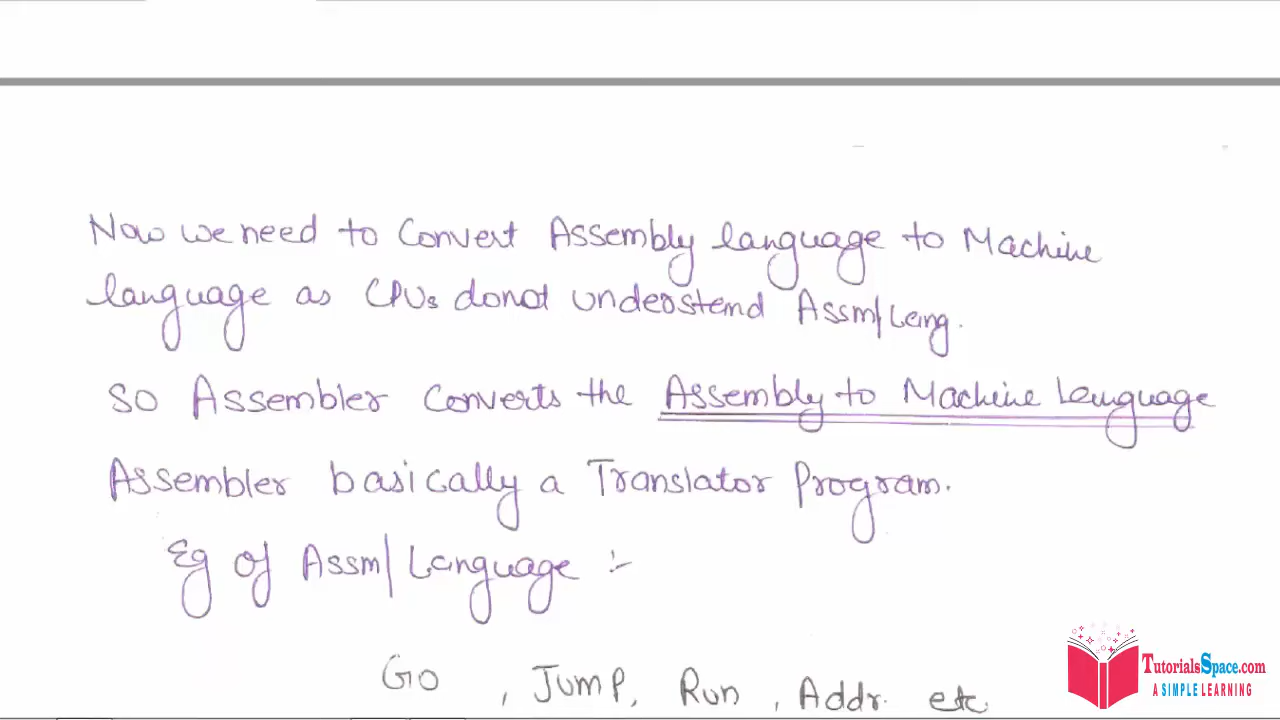 Now we need to Convert Assembly language to Machine
language as CPUs donot understend Assm/Lang.
So Assembler Converts the Assembly to Machine Language
Assembler basically a Translator Program.
Eg Of Assm/Language :-
GO , Jump, Run , Addr. etc.
TutorialsSpace.com
A SIMPLE LEARNING